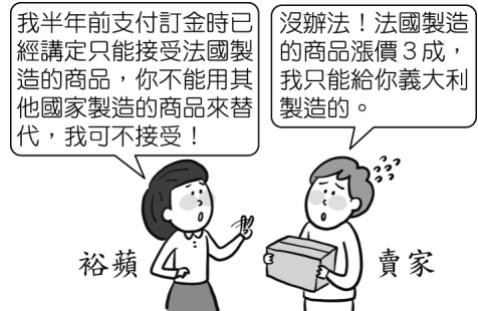 我半年前支付訂金時已
經講定只能接受法國製
造的商品，你不能用其
他國家製造的商品來替
代，我可不接受！
沒辦法！法國製造
的商品漲價３成，
我只能給你義大利
製造的。
裕蘋
賣家